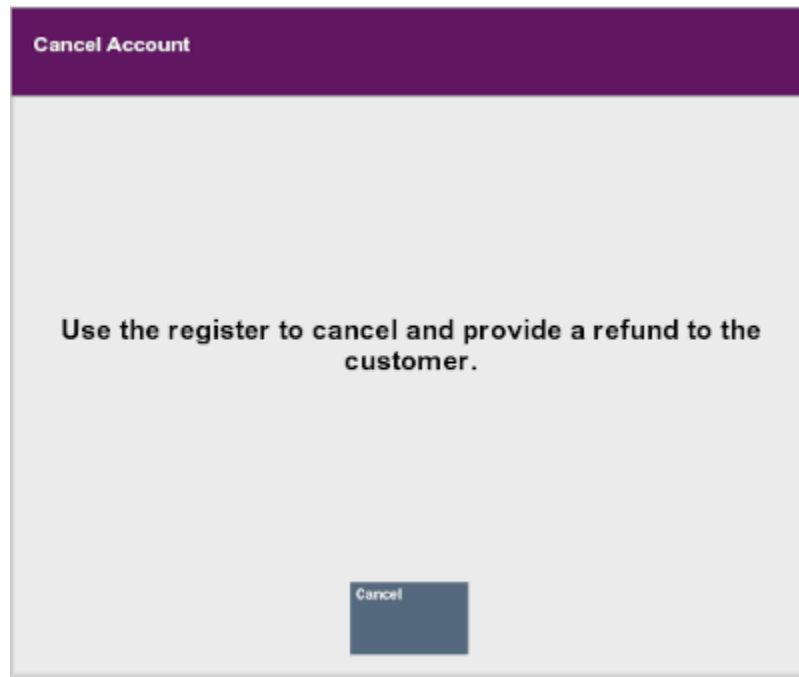 Cancel Account
Use the register to cancel and provide a refund to the
customer.
Cancel